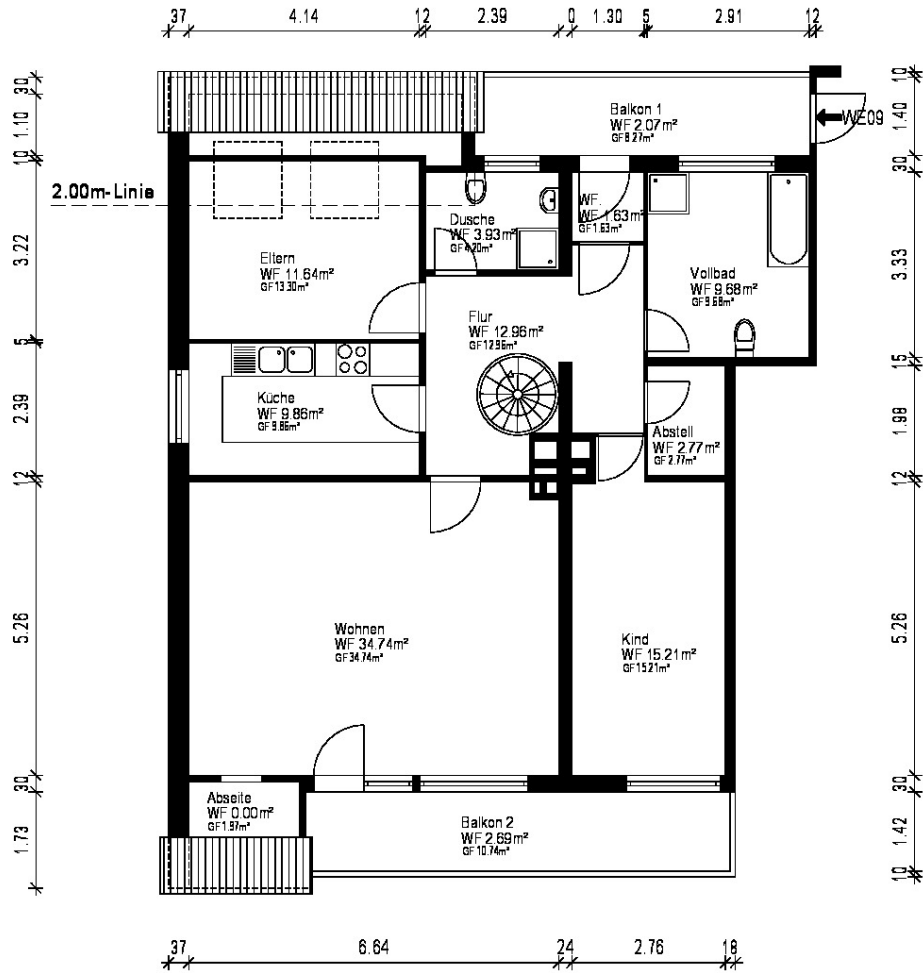 37 4.14 12 2.39 0 1.30 5 2.91 12
30
1.10
10
3.22
5
2.39
12
5.26
30
1.73
10
1.40
30
3.33
15
1.98
12
5.26
30
1.42
10
Balkon 1
WF 2.07m²
GF 8.27m²
WE09
2.00m-Linie
Dusche
WF 3.93m²
GF 4.20m²
WF.
WF 1.63m²
GF 1.63m²
Eltern
WF 11.64m²
GF 13.30m²
Vollbad
WF 9.68m²
GF 9.68m²
Flur
WF 12.96m²
GF 12.96m²
Küche
WF 9.86m²
GF 9.86m²
Abstell
WF 2.77m²
GF 2.77m²
Wohnen
WF 34.74m²
GF 34.74m²
Kind
WF 15.21m²
GF 15.21m²
Abseite
WF 0.00m²
GF 1.97m²
Balkon 2
WF 2.69m²
GF 10.74m²
37 6.64 24 2.76 18